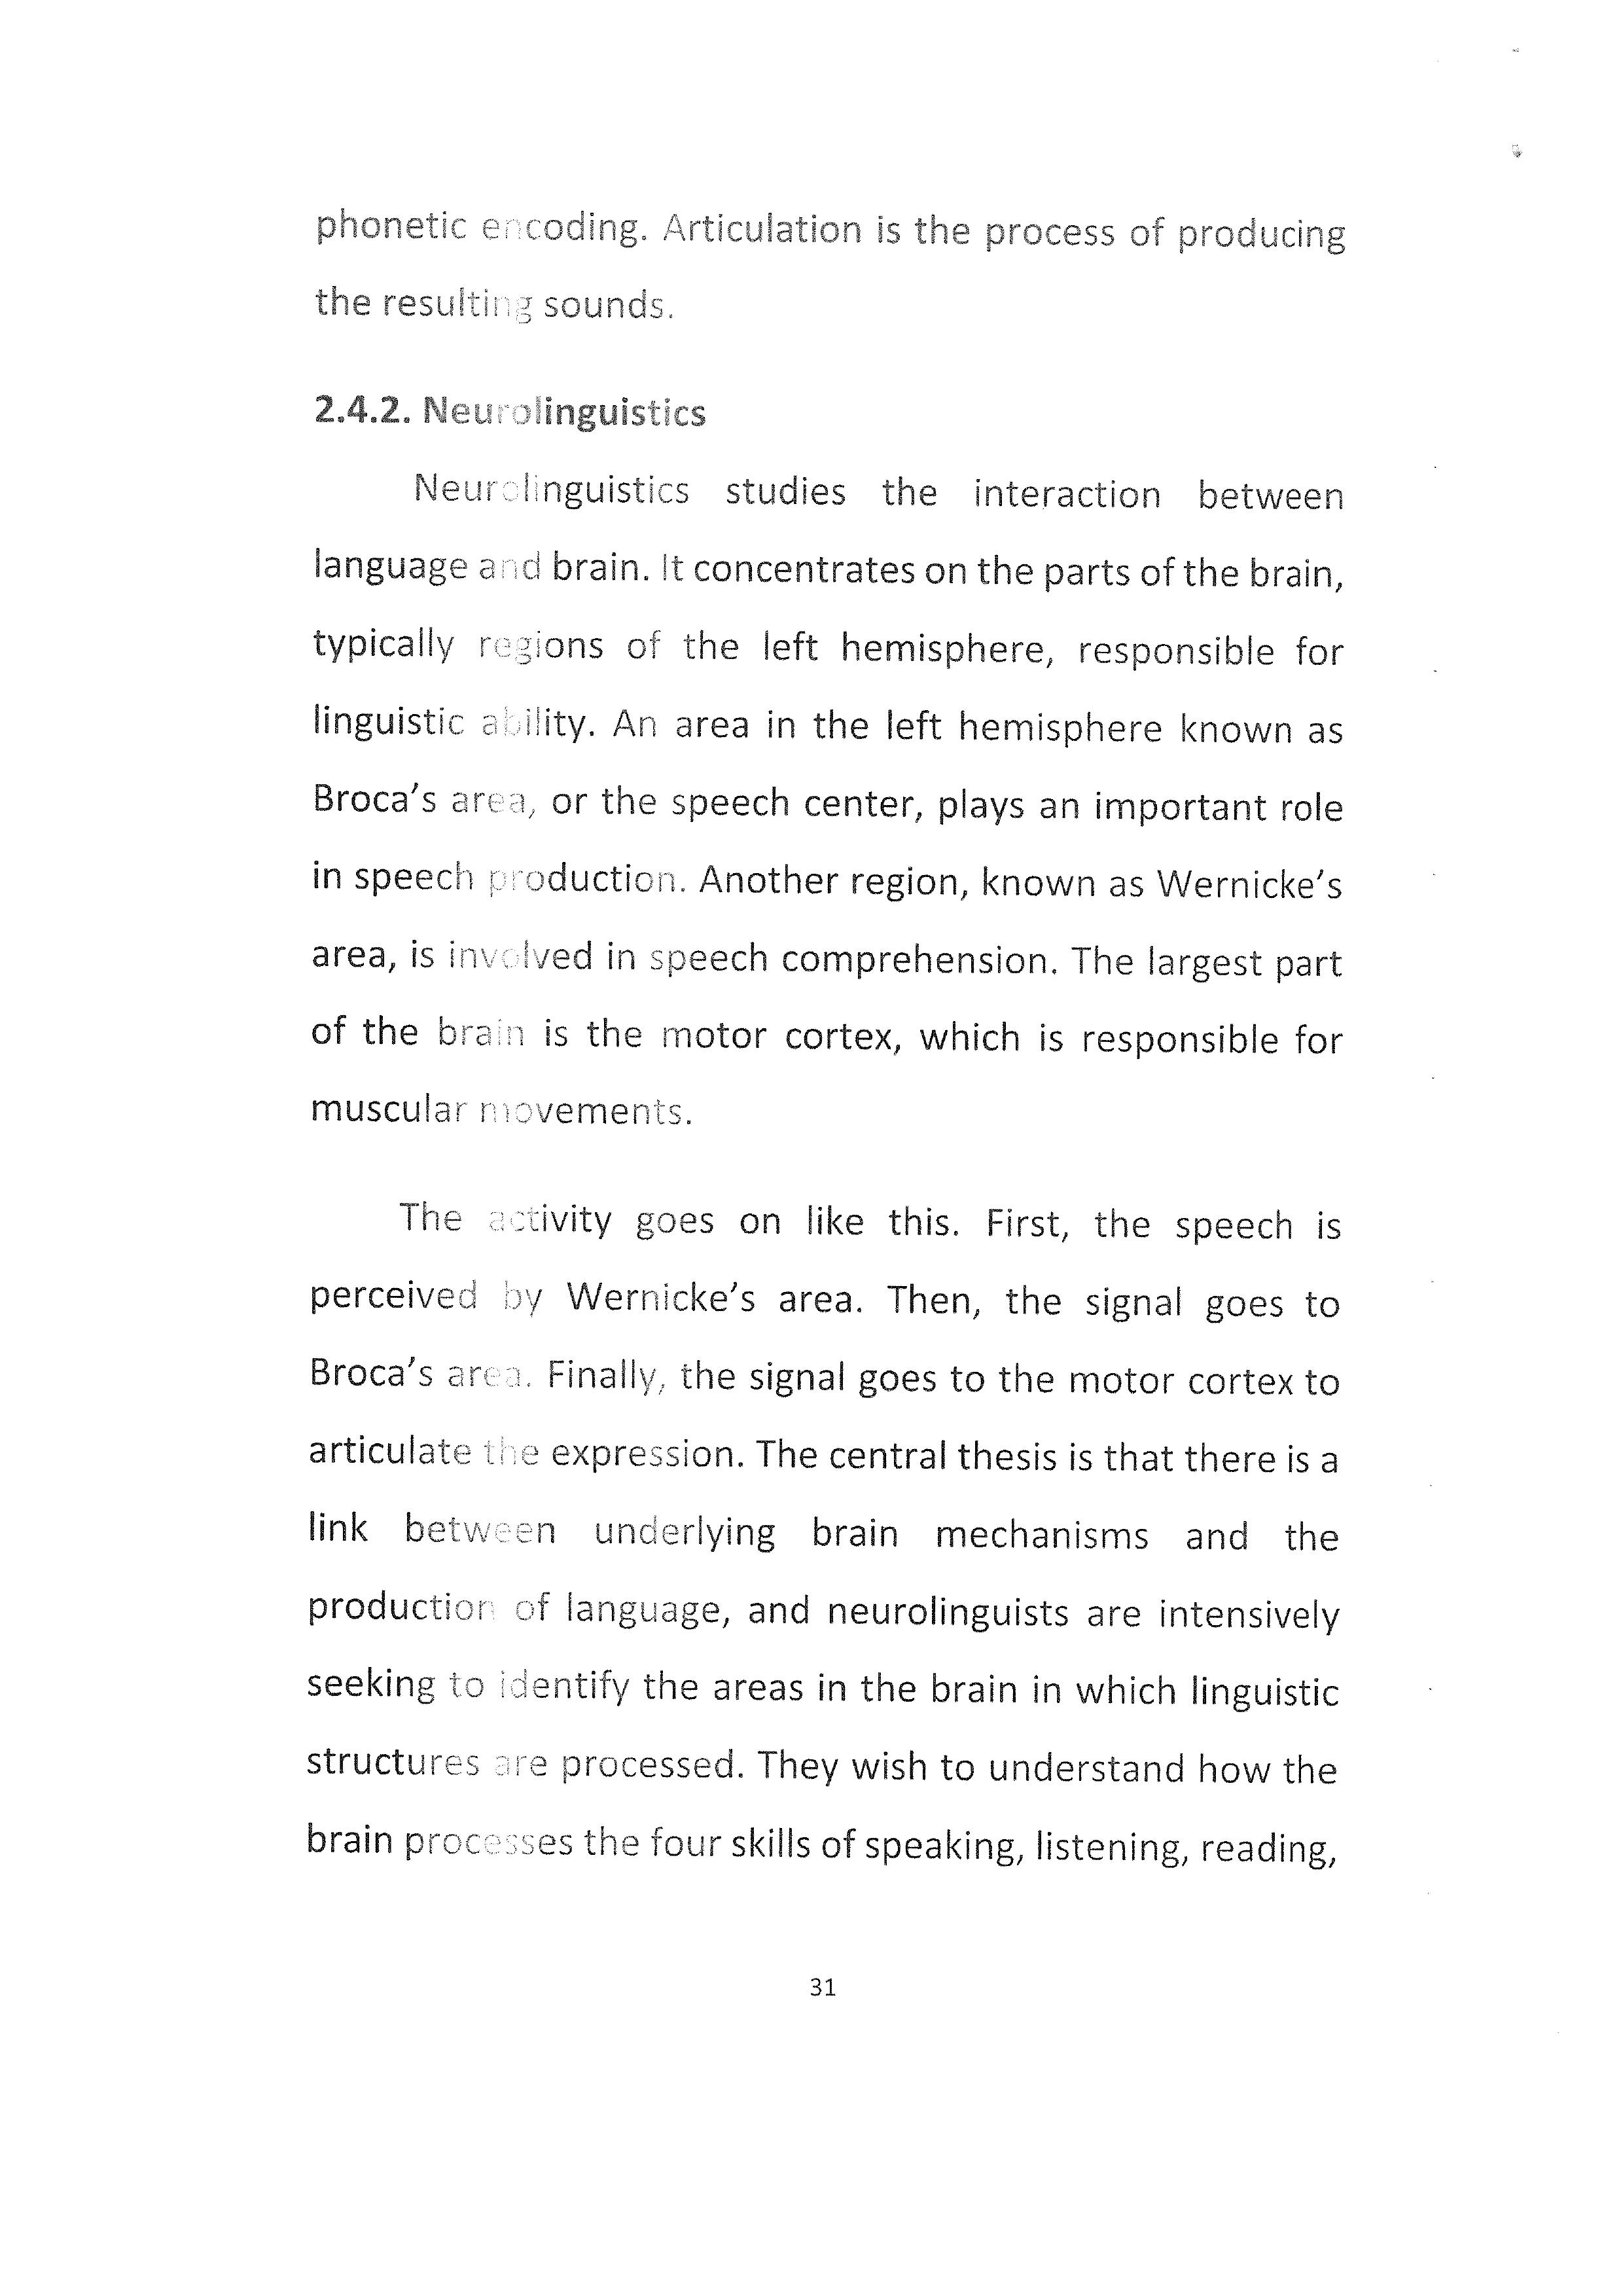 phonetic encoding. Articulation is the process of producing
the resulting sounds.
2.4.2. Neurolinguistics
Neurolinguistics studies the interaction between
language and brain. It concentrates on the parts of the brain,
typically regions of the left hemisphere, responsible for
linguistic ability. An area in the left hemisphere known as
Broca's area, or the speech center, plays an important role
in speech production. Another region, known as Wernicke's
area, is involved in speech comprehension. The largest part
of the brain is the motor cortex, which is responsible for
muscular movements.
The activity goes on like this. First, the speech is
perceived by Wernicke's area. Then, the signal goes to
Broca's area. Finally, the signal goes to the motor cortex to
articulate the expression. The central thesis is that there is a
link between underlying brain mechanisms and the
production of language, and neurolinguists are intensively
seeking to identify the areas in the brain in which linguistic
structures are processed. They wish to understand how the
brain processes the four skills of speaking, listening, reading,
31